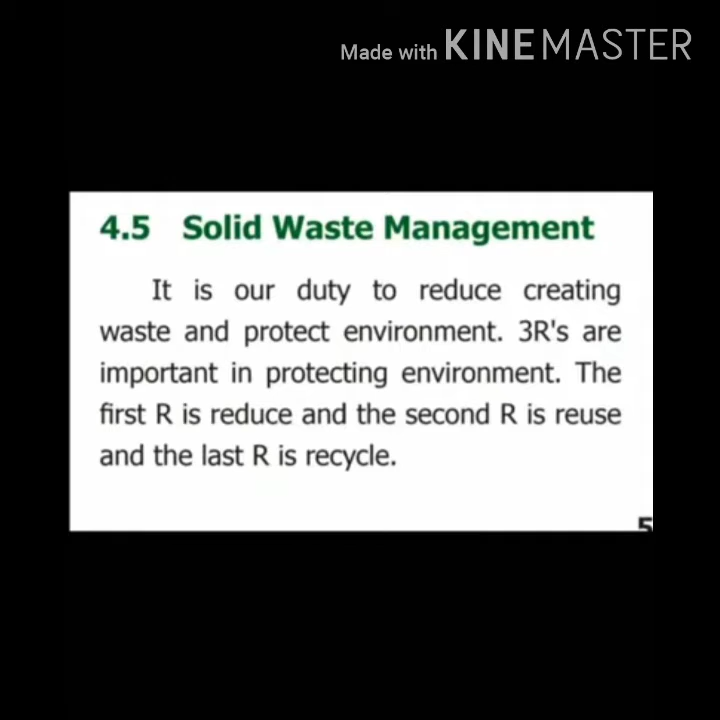 Made with KINEMASTER
4.5 Solid Waste Management
It is our duty to reduce creating
waste and protect environment. 3R's are
important in protecting environment. The
first R is reduce and the second R is reuse
and the last R is recycle.
5